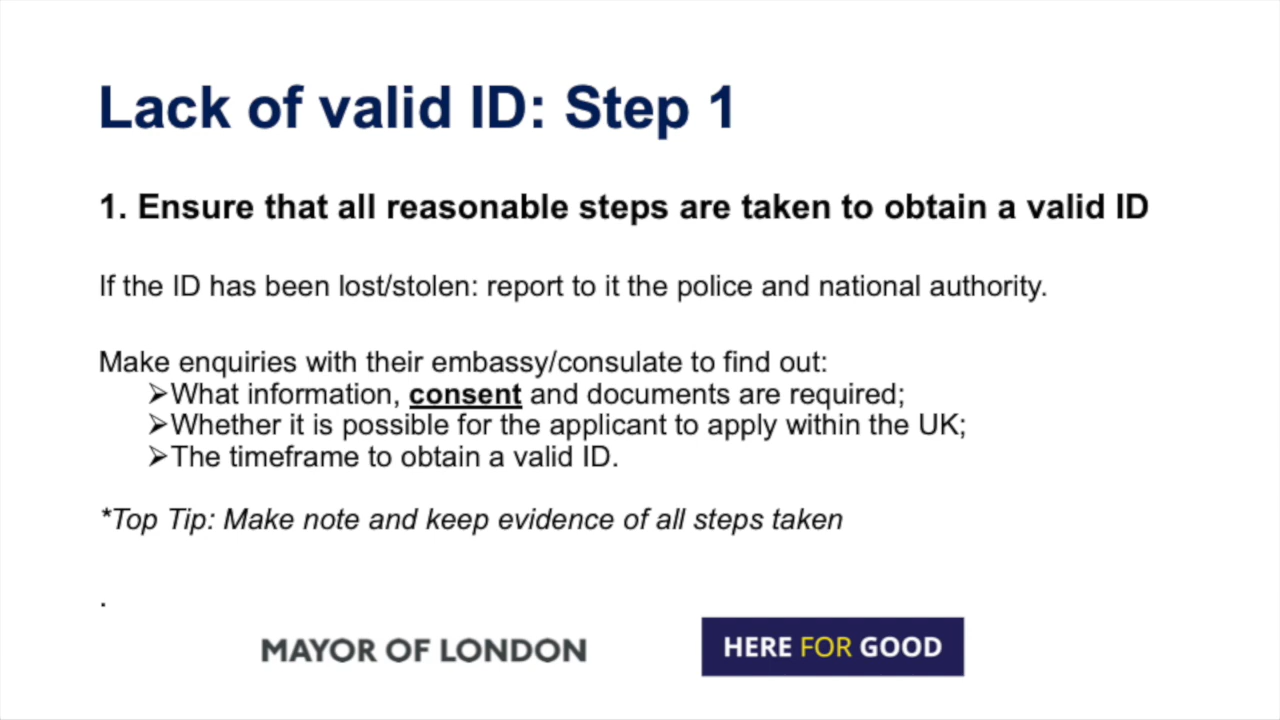 Lack of valid ID: Step 1
1. Ensure that all reasonable steps are taken to obtain a valid ID
If the ID has been lost/stolen: report to it the police and national authority.
Make enquiries with their embassy/consulate to find out:
➢What information, consent and documents are required;
➢Whether it is possible for the applicant to apply within the UK;
➢The timeframe to obtain a valid ID.
*Top Tip: Make note and keep evidence of all steps taken
.
MAYOR OF LONDON
HERE FOR GOOD